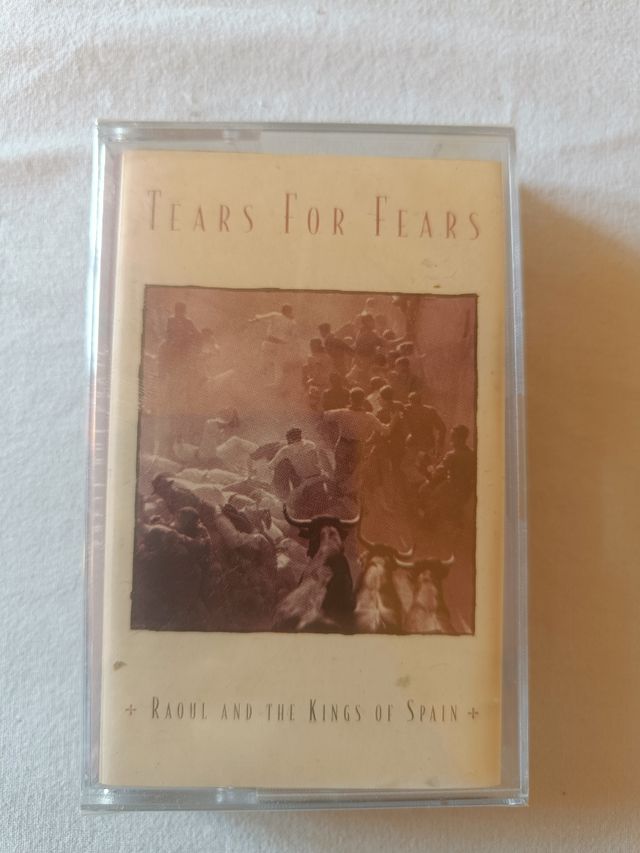 TEARS FOR FEARS
RAOUL AND THE KINGS OF SPAIN